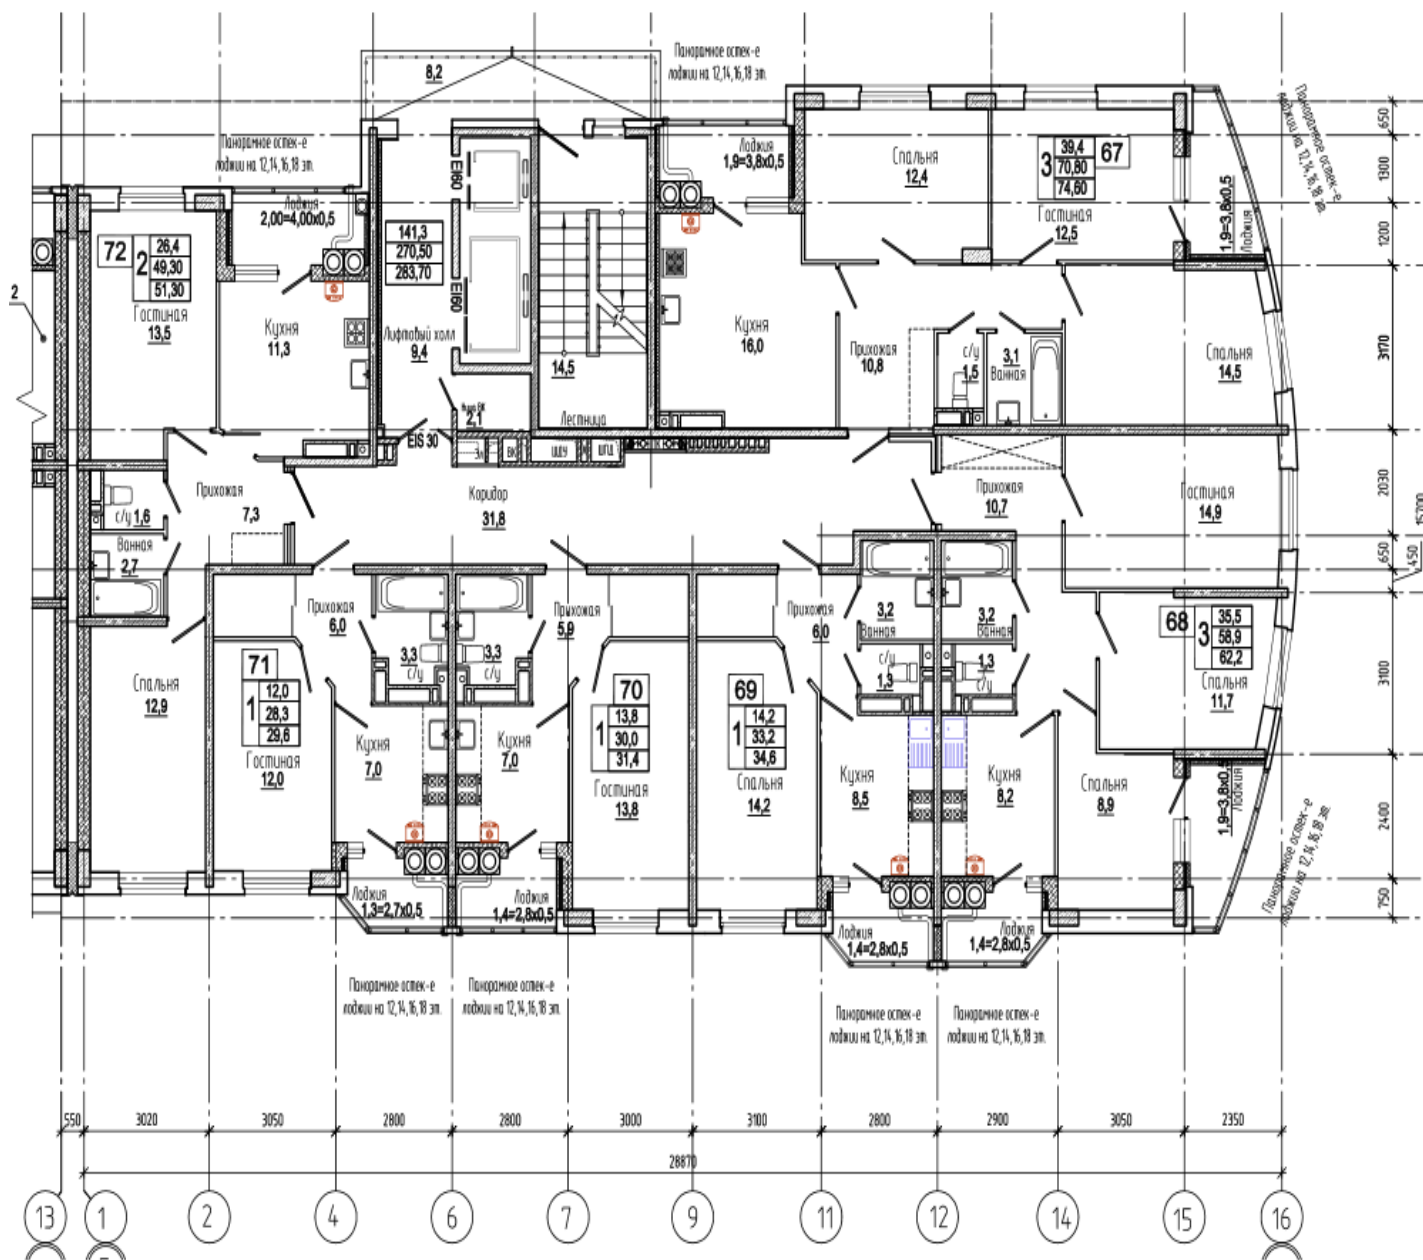 Панорамное остек-е
лоджии на 12,14,16,18 эт.
8,2
Панорамное остек-е
лоджии на 12,14,16,18 эт.
Панорамное остек-е
лоджии на 12,14,16,18 эт.
Лоджия
2,00=4,00х0,5
72
2
26,4
49,30
51,30
Гостиная
13,5
Кухня
11,3
141,3
270,50
283,70
EI60
EI60
Лифтовый холл
9,4
2,1
EIS 30
14,5
Лестница
Лоджия
1,9=3,8х0,5
Кухня
16,0
Спальня
12,4
3
39,4
70,80
74,60
67
Гостиная
12,5
1,9=3,8х0,5
Лоджия
Прихожая
10,8
с/у
1,5
3,1
Ванная
Спальня
14,5
2
Прихожая
7,3
с/у 1,6
Ванная
2,7
Коридор
31,8
Эл
ВК
ШДУ
ШПД
Прихожая
10,7
Гостиная
14,9
Прихожая
6,0
3,3
с/у
3,3
с/у
Прихожая
5,9
Прихожая
6,0
3,2
Ванная
3,2
Ванная
с/у
1,3
1,3
с/у
68
3
35,5
58,9
62,2
Спальня
11,7
Спальня
12,9
71
1
12,0
28,3
29,6
Гостиная
12,0
Кухня
7,0
Кухня
7,0
70
1
13,8
30,0
31,4
Гостиная
13,8
69
1
14,2
33,2
34,6
Спальня
14,2
Кухня
8,5
Кухня
8,2
Спальня
8,9
1,9=3,8х0,5
Лоджия
Панорамное остек-е
лоджии на 12,14,16,18 эт.
Лоджия
1,3=2,7х0,5
Лоджия
1,4=2,8х0,5
Лоджия
1,4=2,8х0,5
Лоджия
1,4=2,8х0,5
Панорамное остек-е
лоджии на 12,14,16,18 эт.
Панорамное остек-е
лоджии на 12,14,16,18 эт.
Панорамное остек-е
лоджии на 12,14,16,18 эт.
Панорамное остек-е
лоджии на 12,14,16,18 эт.
650
1300
1200
3170
2030
650
450
15700
3100
2400
750
550
3020
3050
2800
2800
3000
3100
2800
2900
3050
2350
28870
13
1
2
4
6
7
9
11
12
14
15
16